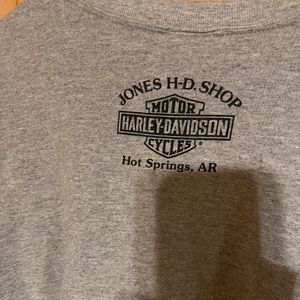 JONES H-D. SHOP
MOTOR
HARLEY-DAVIDSON
CYCLES®
Hot Springs, AR